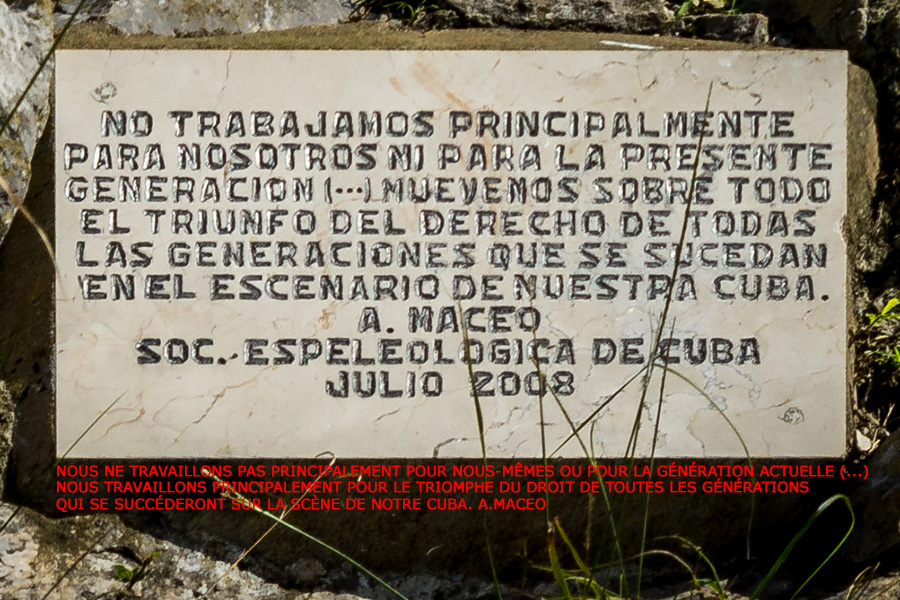 NO TRABAJAMOS PRINCIPALMENTE
PARA NOSOTROS NI PARA LA PRESENTE
GENERACION (...) MUEVENOS SOBRE TODO
EL TRIUNFO DEL DERECHO DE TODAS
LAS GENERACIONES QUE SE SUCEDAN
EN EL ESCENARIO DE NUESTRA CUBA.
A. MACEO
SOC. ESPELEOLOGICA DE CUBA
JULIO 2008
NOUS NE TRAVAILLONS PAS PRINCIPALEMENT POUR NOUS-MÊMES OU POUR LA GÉNÉRATION ACTUELLE (...)
NOUS TRAVAILLONS PRINCIPALEMENT POUR LE TRIOMPHE DU DROIT DE TOUTES LES GÉNÉRATIONS
QUI SE SUCCÉDERONT SUR LA SCÈNE DE NOTRE CUBA. A.MACEO